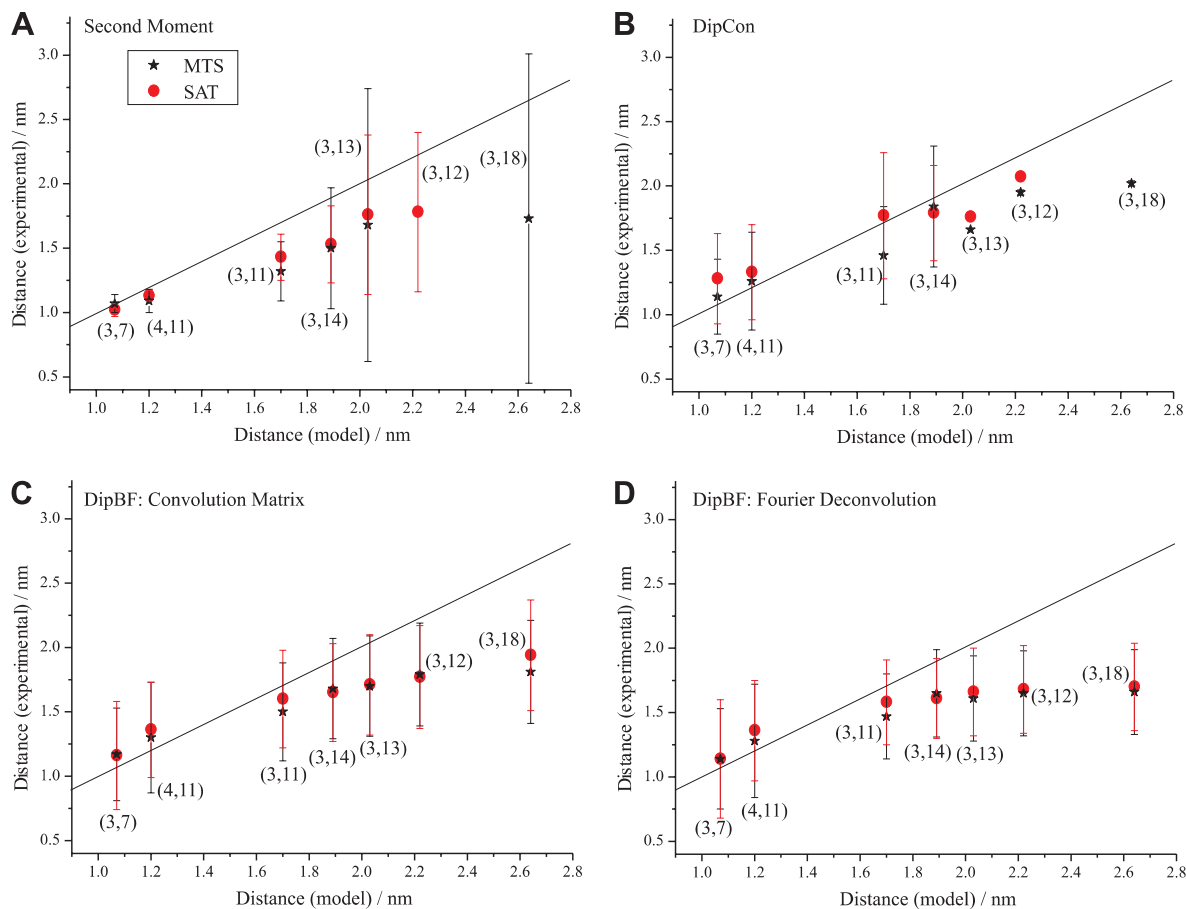 A
Second Moment
MTS
SAT
3.0
2.5
2.0
1.5
1.0
0.5
Distance (experimental) / nm
(3,13)
(3,18)
(3,12)
(3,11)
(3,14)
(3,7)
(4,11)
1.0 1.2 1.4 1.6 1.8 2.0 2.2 2.4 2.6 2.8
Distance (model) / nm
B
DipCon
3.0
2.5
2.0
1.5
1.0
0.5
Distance (experimental) / nm
(3,18)
(3,12)
(3,13)
(3,11)
(3,14)
(3,7)
(4,11)
1.0 1.2 1.4 1.6 1.8 2.0 2.2 2.4 2.6 2.8
Distance (model) / nm
C
DipBF: Convolution Matrix
3.0
2.5
2.0
1.5
1.0
0.5
Distance (experimental) / nm
(3,18)
(3,12)
(3,13)
(3,14)
(3,11)
(4,11)
(3,7)
1.0 1.2 1.4 1.6 1.8 2.0 2.2 2.4 2.6 2.8
Distance (model) / nm
D
DipBF: Fourier Deconvolution
3.0
2.5
2.0
1.5
1.0
0.5
Distance (experimental) / nm
(3,18)
(3,12)
(3,11)
(3,14)
(3,13)
(4,11)
(3,7)
1.0 1.2 1.4 1.6 1.8 2.0 2.2 2.4 2.6 2.8
Distance (model) / nm